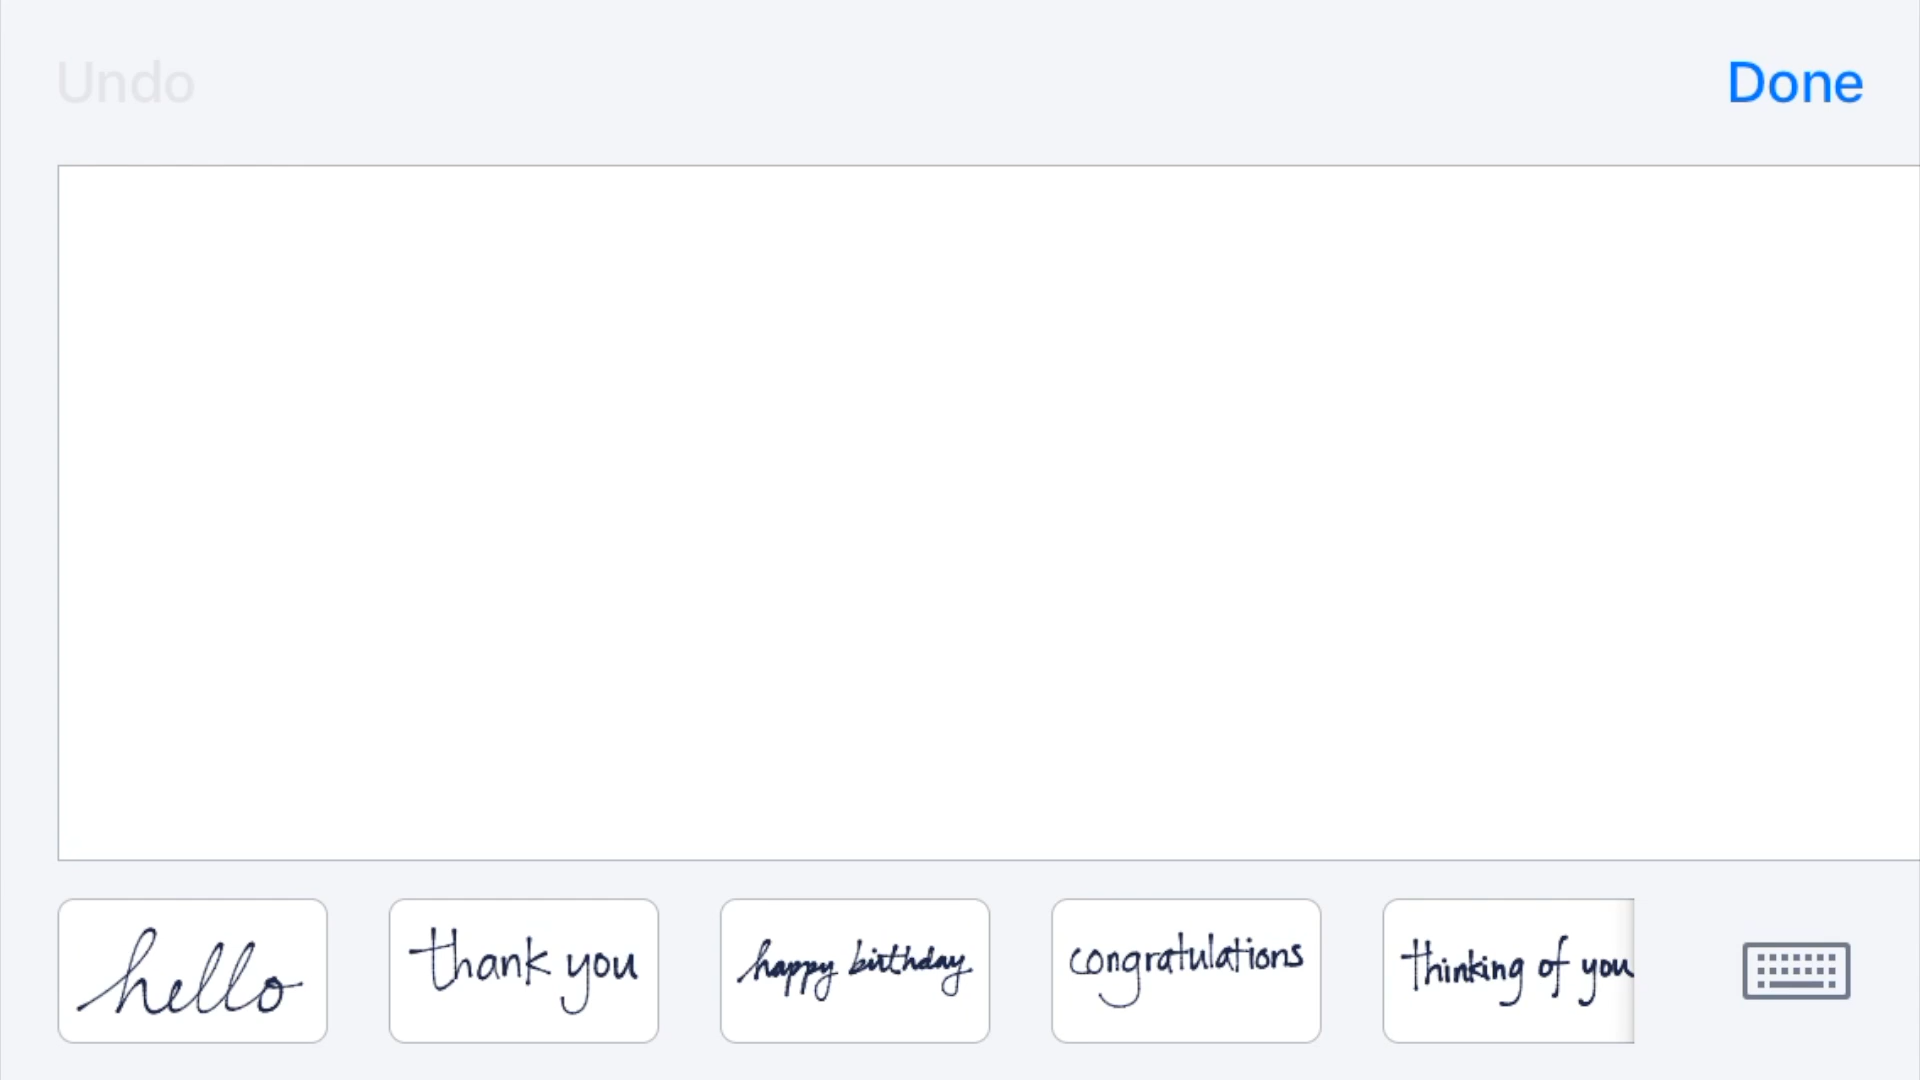 Undo
Done
hello
thank you
happy birthday
congratulations
thinking of you